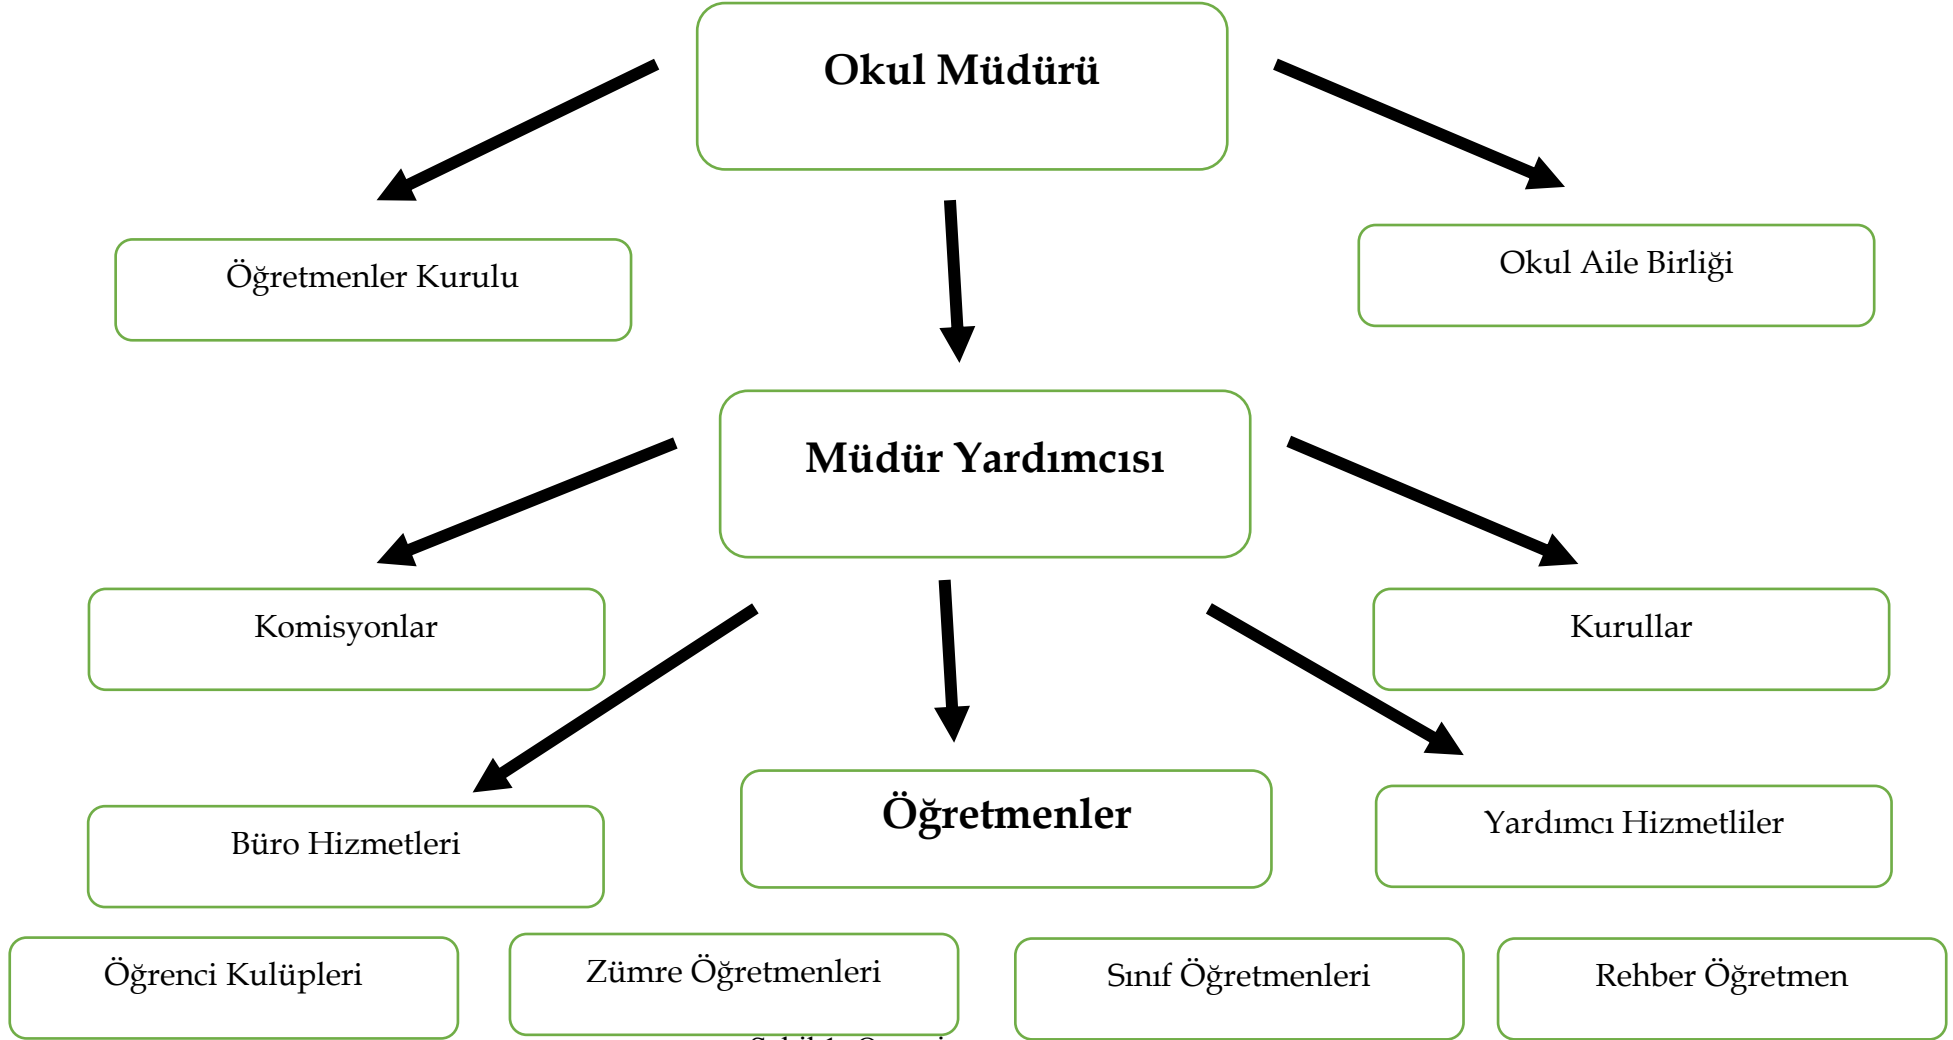 Okul Müdürü
Öğretmenler Kurulu
Okul Aile Birliği
Müdür Yardımcısı
Komisyonlar
Kurullar
Büro Hizmetleri
Öğretmenler
Yardımcı Hizmetliler
Öğrenci Kulüpleri
Zümre Öğretmenleri
Sınıf Öğretmenleri
Rehber Öğretmen